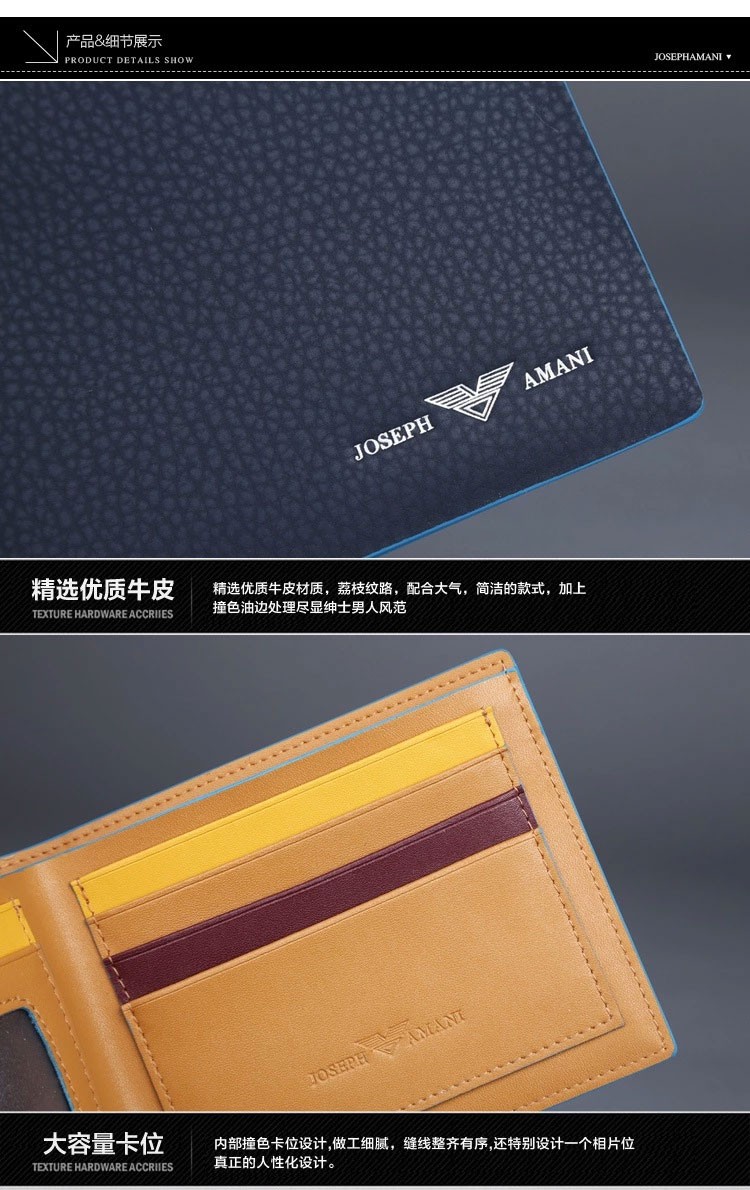 产品&细节展示
PRODUCT DETAILS SHOW
JOSEPHAMANI ▼
JOSEPH AMANI
精选优质牛皮
TEXTURE HARDWARE ACCRIIES
精选优质牛皮材质，荔枝纹路，配合大气，简洁的款式，加上
撞色油边处理尽显绅士男人风范
JOSEPH AMANI
大容量卡位
TEXTURE HARDWARE ACCRIIES
内部撞色卡位设计,做工细腻，缝线整齐有序,还特别设计一个相片位
真正的人性化设计。